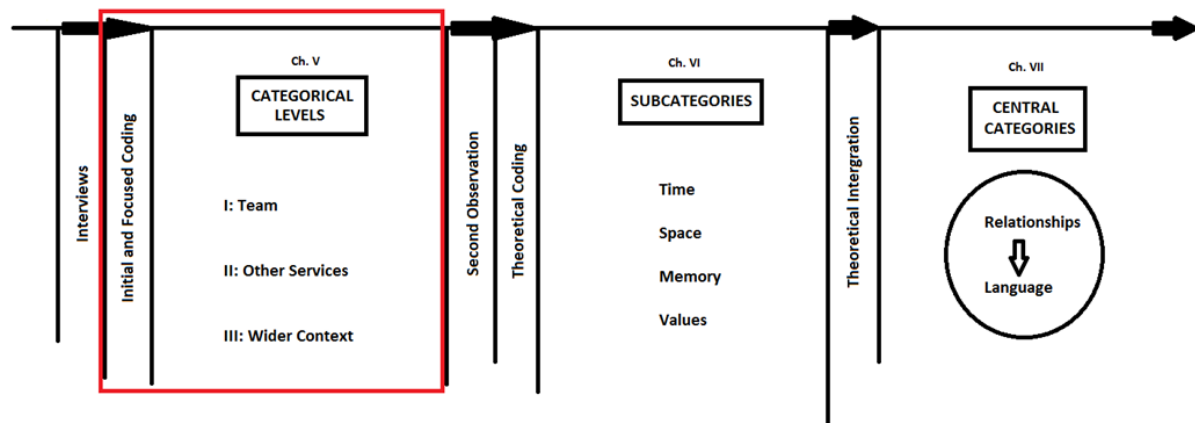 Interviews
Initial and Focused Coding
Ch. V
CATEGORICAL
LEVELS
I: Team
II: Other Services
III: Wider Context
Second Observation
Theoretical Coding
Ch. VI
SUBCATEGORIES
Time
Space
Memory
Values
Theoretical Intergration
Ch. VII
CENTRAL
CATEGORIES
Relationships
Language